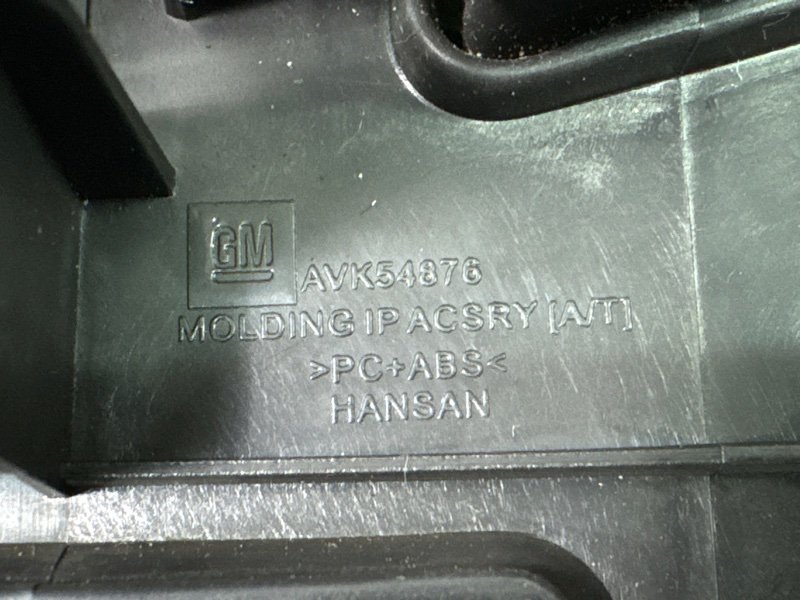 GM
AVK54876
MOLDING IP ACSRY [A/T]
>PC+ABS<
HANSAN